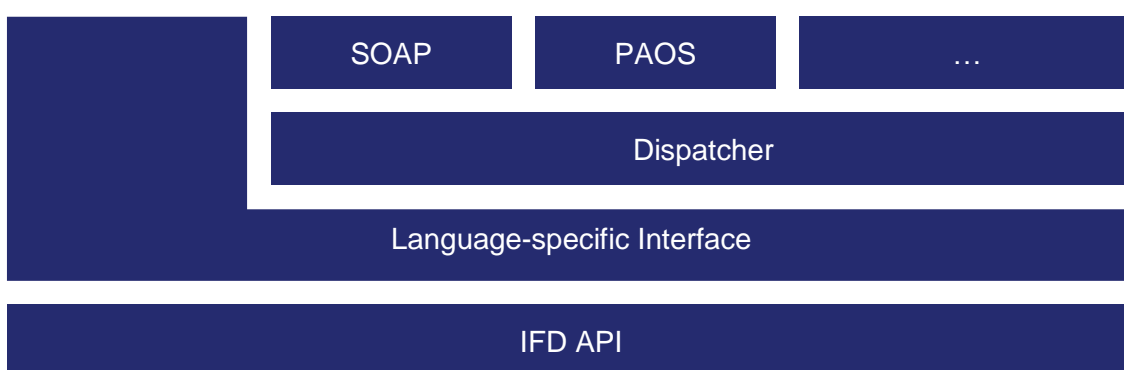 SOAP
PAOS
…
Dispatcher
Language-specific Interface
IFD API